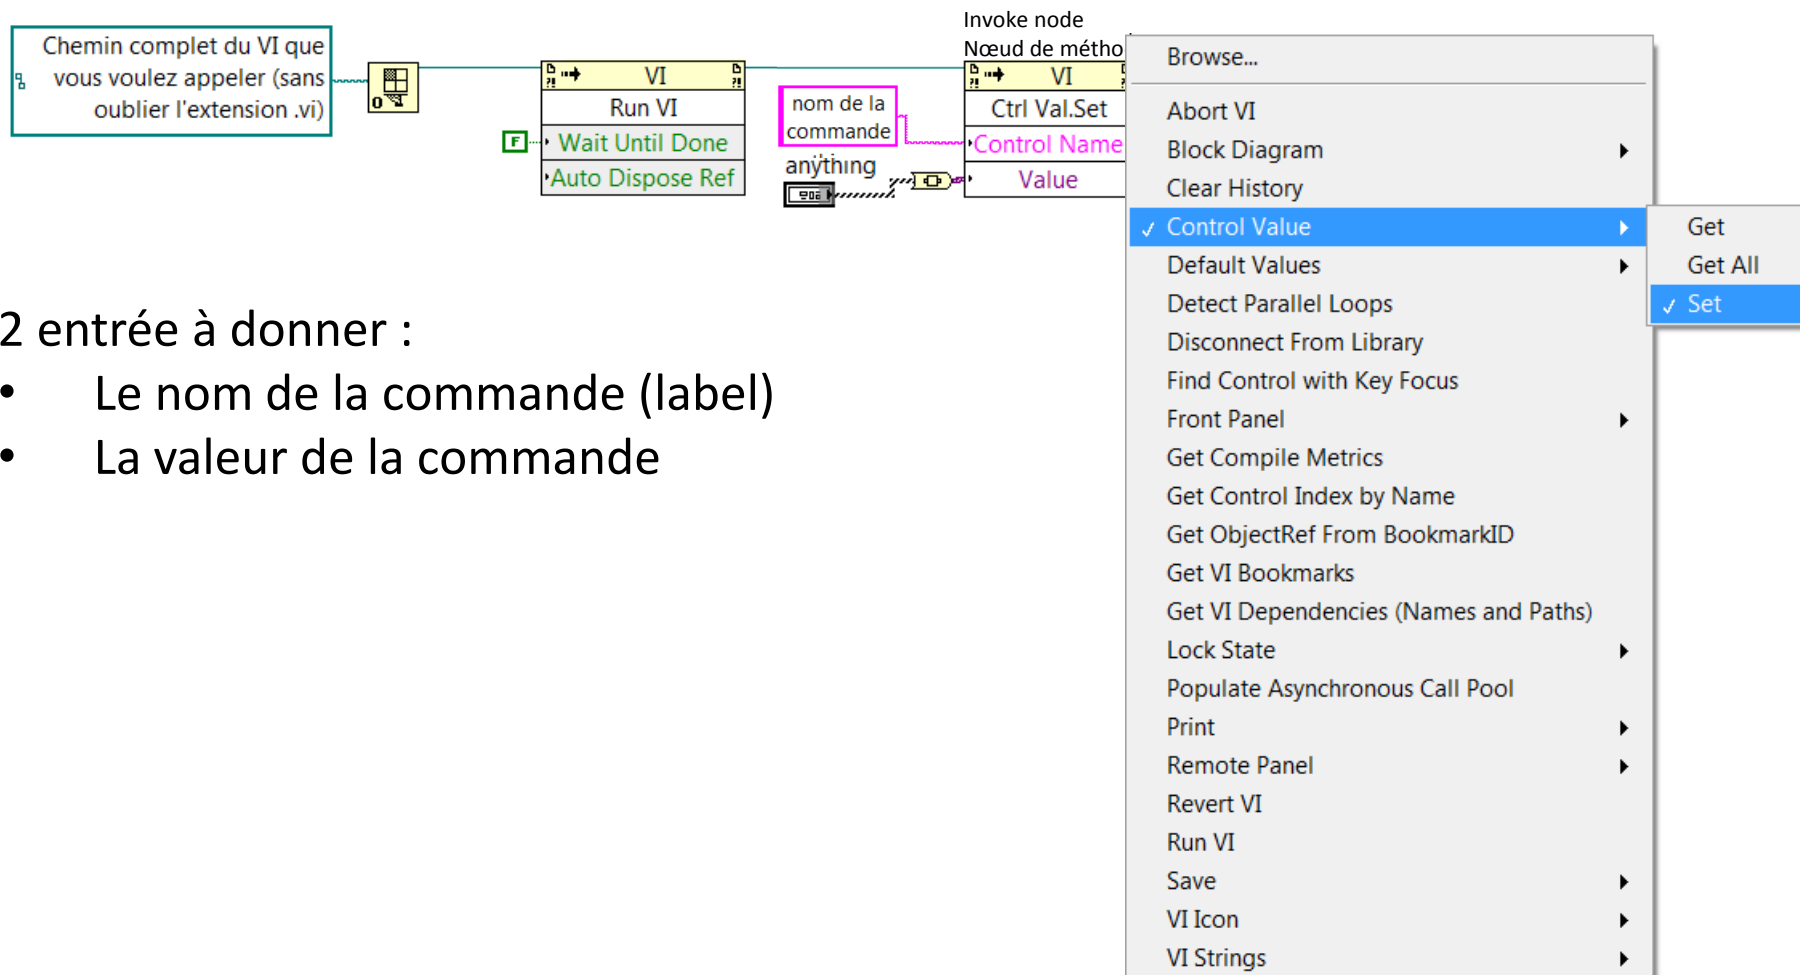 Chemin complet du VI que
vous voulez appeler (sans
oublier l'extension .vi)
VI
Run VI
Wait Until Done
Auto Dispose Ref
F
Invoke node
Nœud de métho
VI
Ctrl Val.Set
Control Name
Value
nom de la
commande
anything
2 entrée à donner :
• Le nom de la commande (label)
• La valeur de la commande
Browse...
Abort VI
Block Diagram
Clear History
Control Value
Default Values
Detect Parallel Loops
Disconnect From Library
Find Control with Key Focus
Front Panel
Get Compile Metrics
Get Control Index by Name
Get ObjectRef From BookmarkID
Get VI Bookmarks
Get VI Dependencies (Names and Paths)
Lock State
Populate Asynchronous Call Pool
Print
Remote Panel
Revert VI
Run VI
Save
VI Icon
VI Strings
Get
Get All
Set